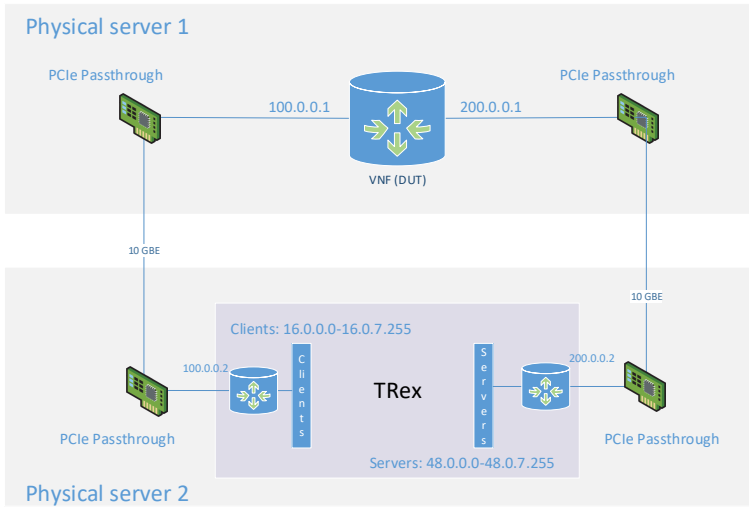 Physical server 1
PCIe Passthrough
PCIe Passthrough
100.0.0.1
200.0.0.1
VNF (DUT)
10 GBE
10 GBE
Clients: 16.0.0.0-16.0.7.255
100.0.0.2
Clients
TRex
Servers
200.0.0.2
PCIe Passthrough
PCIe Passthrough
Servers: 48.0.0.0-48.0.7.255
Physical server 2